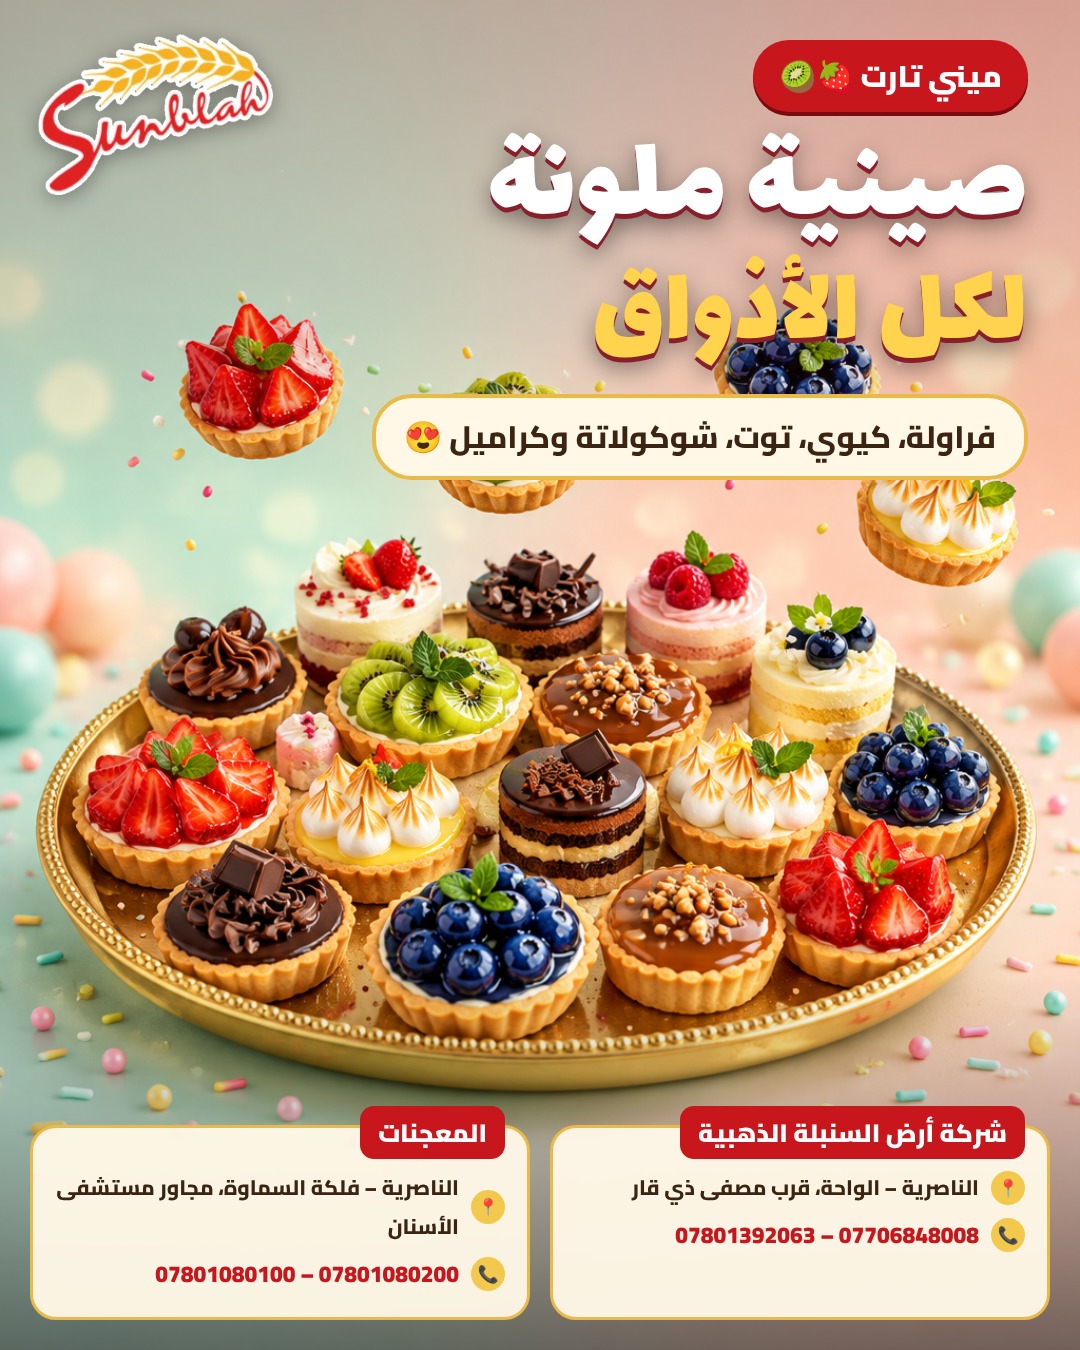 Sunblah
ميني تارت 🍓🥝
صينية ملونة
لكل الأذواق
فراولة، كيوي، توت، شوكولاتة وكراميل 😍
شركة أرض السنبلة الذهبية
الناصرية – الواحة، قرب مصفى ذي قار
07801392063 – 07706848008
المعجنات
الناصرية – فلكة السماوة، مجاور مستشفى
الأسنان
07801080100 – 07801080200